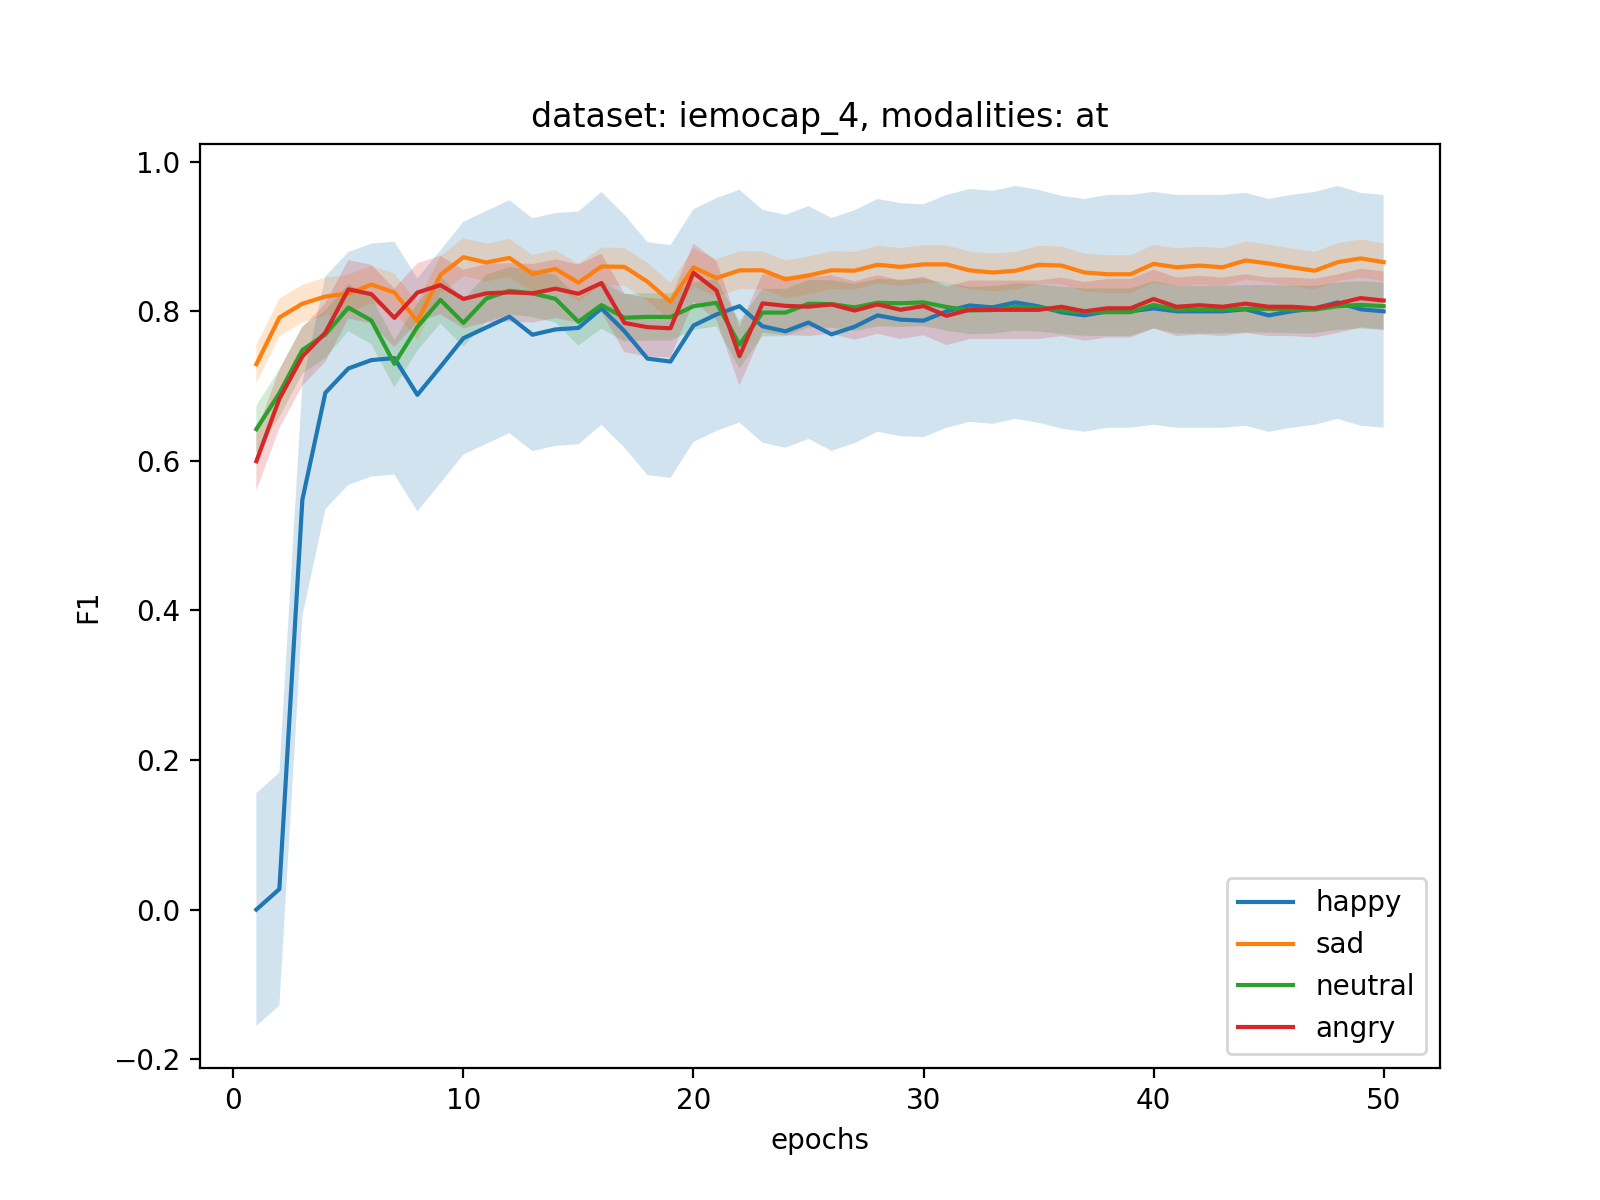 dataset: iemocap_4, modalities: at
1.0
0.8
0.6
0.4
0.2
0.0
−0.2
F1
0 10 20 30 40 50
epochs
happy
sad
neutral
angry